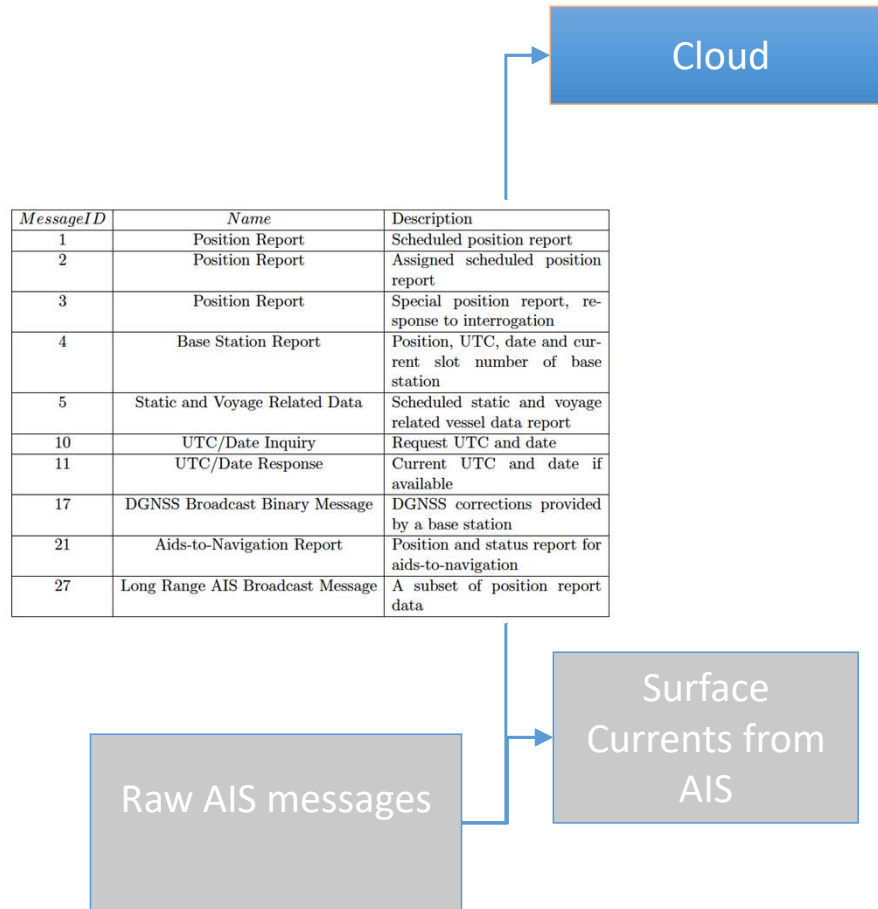 Cloud
MessageID Name Description
1 Position Report Scheduled position report
2 Position Report Assigned scheduled position
report
3 Position Report Special position report, re-
sponse to interrogation
4 Base Station Report Position, UTC, date and cur-
rent slot number of base
station
5 Static and Voyage Related Data Scheduled static and voyage
related vessel data report
10 UTC/Date Inquiry Request UTC and date
11 UTC/Date Response Current UTC and date if
available
17 DGNSS Broadcast Binary Message DGNSS corrections provided
by a base station
21 Aids-to-Navigation Report Position and status report for
aids-to-navigation
27 Long Range AIS Broadcast Message A subset of position report
data
Surface
Currents from
AIS
Raw AIS messages